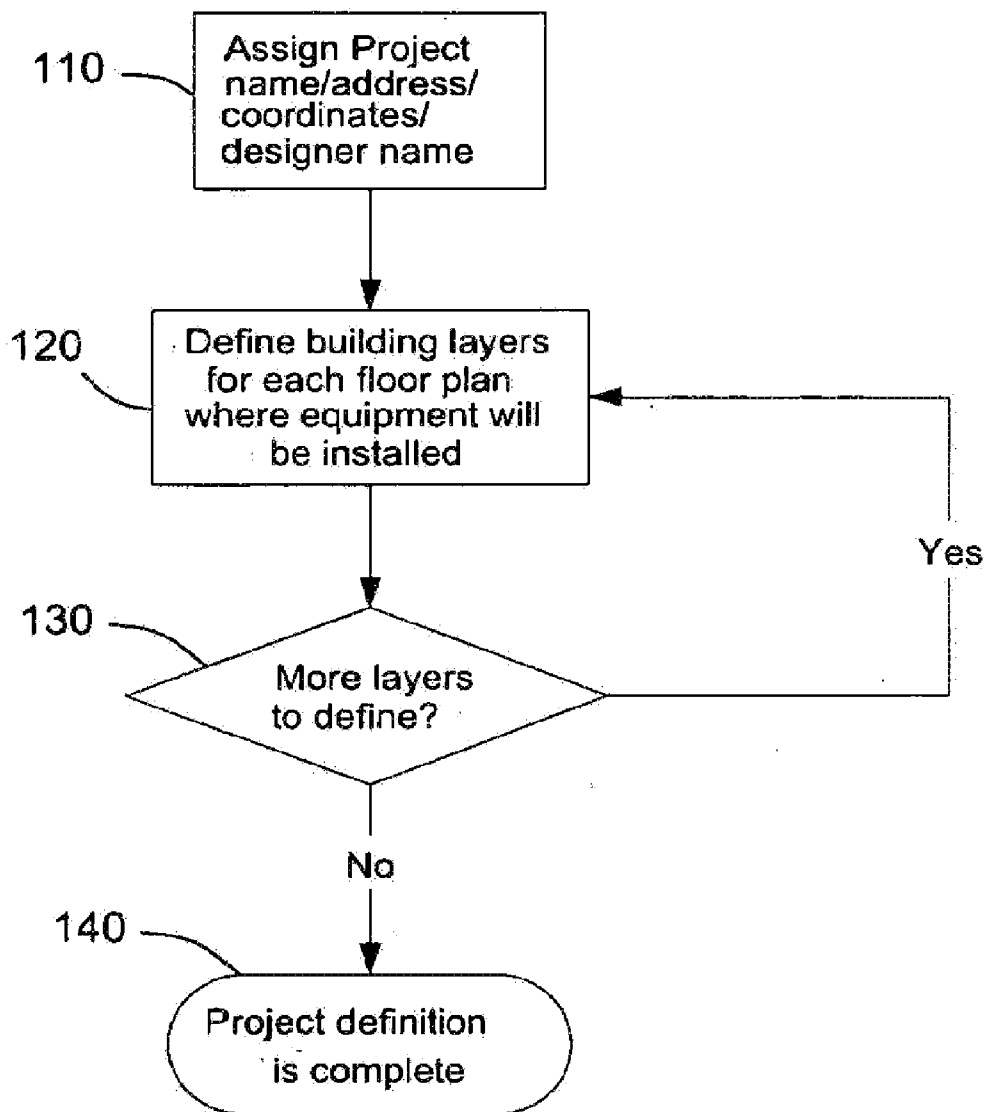 110
Assign Project
name/address/
coordinates/
designer name
120
Define building layers
for each floor plan
where equipment will
be installed
Yes
130
More layers
to define?
No
140
Project definition
is complete